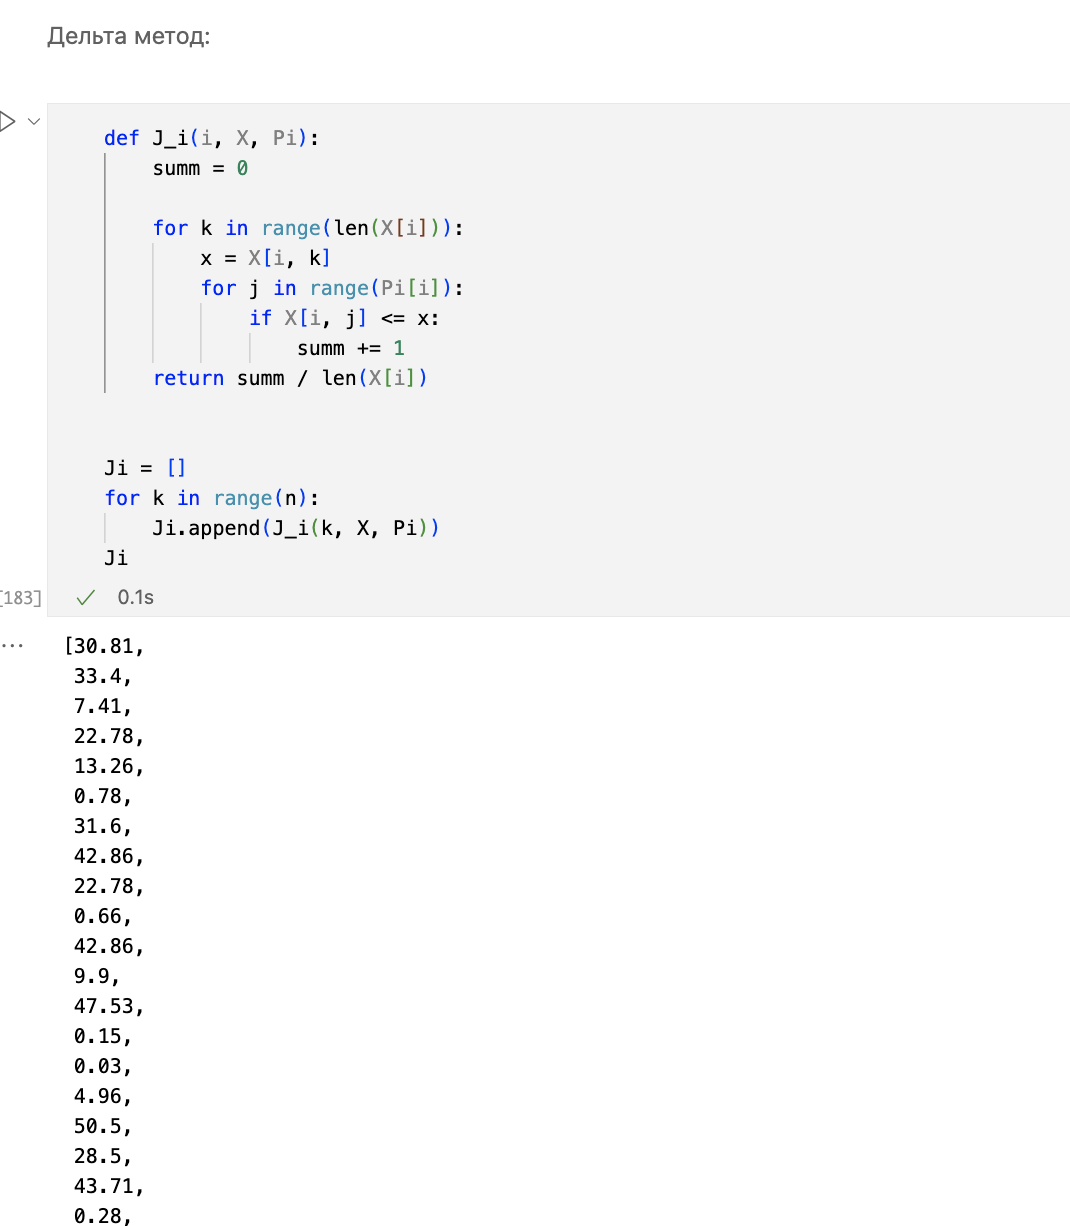 Дельта метод:
def J_i(i, X, Pi):
    summ = 0
    for k in range(len(X[i])):
        x = X[i, k]
        for j in range(Pi[i]):
            if X[i, j] <= x:
                summ += 1
    return summ / len(X[i])
Ji = []
for k in range(n):
    Ji.append(J_i(k, X, Pi))
Ji
[183] ✓ 0.1s
... [30.81,
33.4,
7.41,
22.78,
13.26,
0.78,
31.6,
42.86,
22.78,
0.66,
42.86,
9.9,
47.53,
0.15,
0.03,
4.96,
50.5,
28.5,
43.71,
0.28,